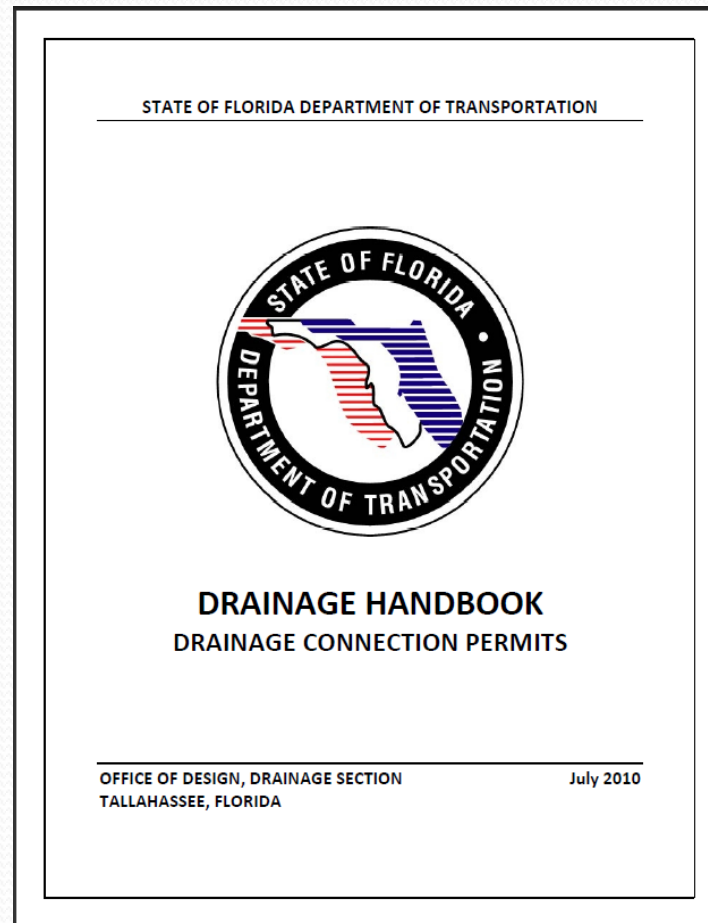 STATE OF FLORIDA DEPARTMENT OF TRANSPORTATION
STATE OF FLORIDA •
DEPARTMENT OF TRANSPORTATION
DRAINAGE HANDBOOK
DRAINAGE CONNECTION PERMITS
OFFICE OF DESIGN, DRAINAGE SECTION July 2010
TALLAHASSEE, FLORIDA